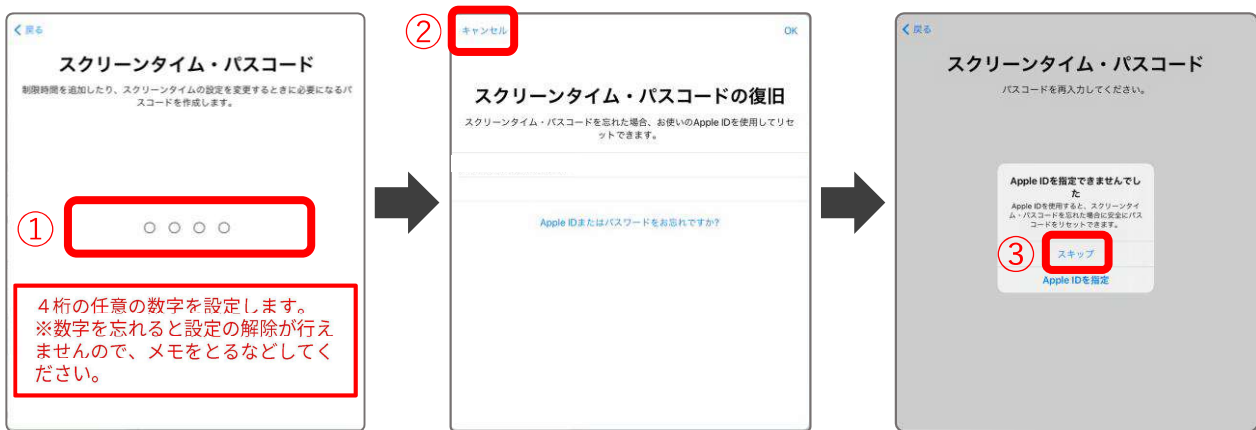 戻る
スクリーンタイム・パスコード
制限時間を追加したり、スクリーンタイムの設定を変更するときに必要になるパ
スコードを作成します。
①
４桁の任意の数字を設定します。
※数字を忘れると設定の解除が行え
ませんので、メモをとるなどしてく
ださい。
②
キャンセル
OK
スクリーンタイム・パスコードの復旧
スクリーンタイム・パスコードを忘れた場合、お使いのApple IDを使用してリセ
ットできます。
Apple IDまたはパスワードをお忘れですか?
戻る
スクリーンタイム・パスコード
パスコードを再入力してください。
Apple IDを指定できませんでし
た
Apple IDを使用すると、スクリーンタイ
ム・パスコードを忘れた場合に安全にパス
コードをリセットできます。
③
スキップ
Apple IDを指定